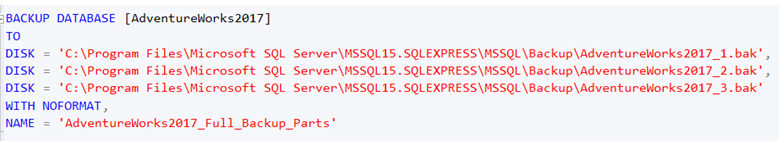 BACKUP DATABASE [AdventureWorks2017]
TO
DISK = 'C:\Program Files\Microsoft SQL Server\MSSQL15.SQLEXPRESS\MSSQL\Backup\AdventureWorks2017_1.bak',
DISK = 'C:\Program Files\Microsoft SQL Server\MSSQL15.SQLEXPRESS\MSSQL\Backup\AdventureWorks2017_2.bak',
DISK = 'C:\Program Files\Microsoft SQL Server\MSSQL15.SQLEXPRESS\MSSQL\Backup\AdventureWorks2017_3.bak'
WITH NOFORMAT,
NAME = 'AdventureWorks2017_Full_Backup_Parts'